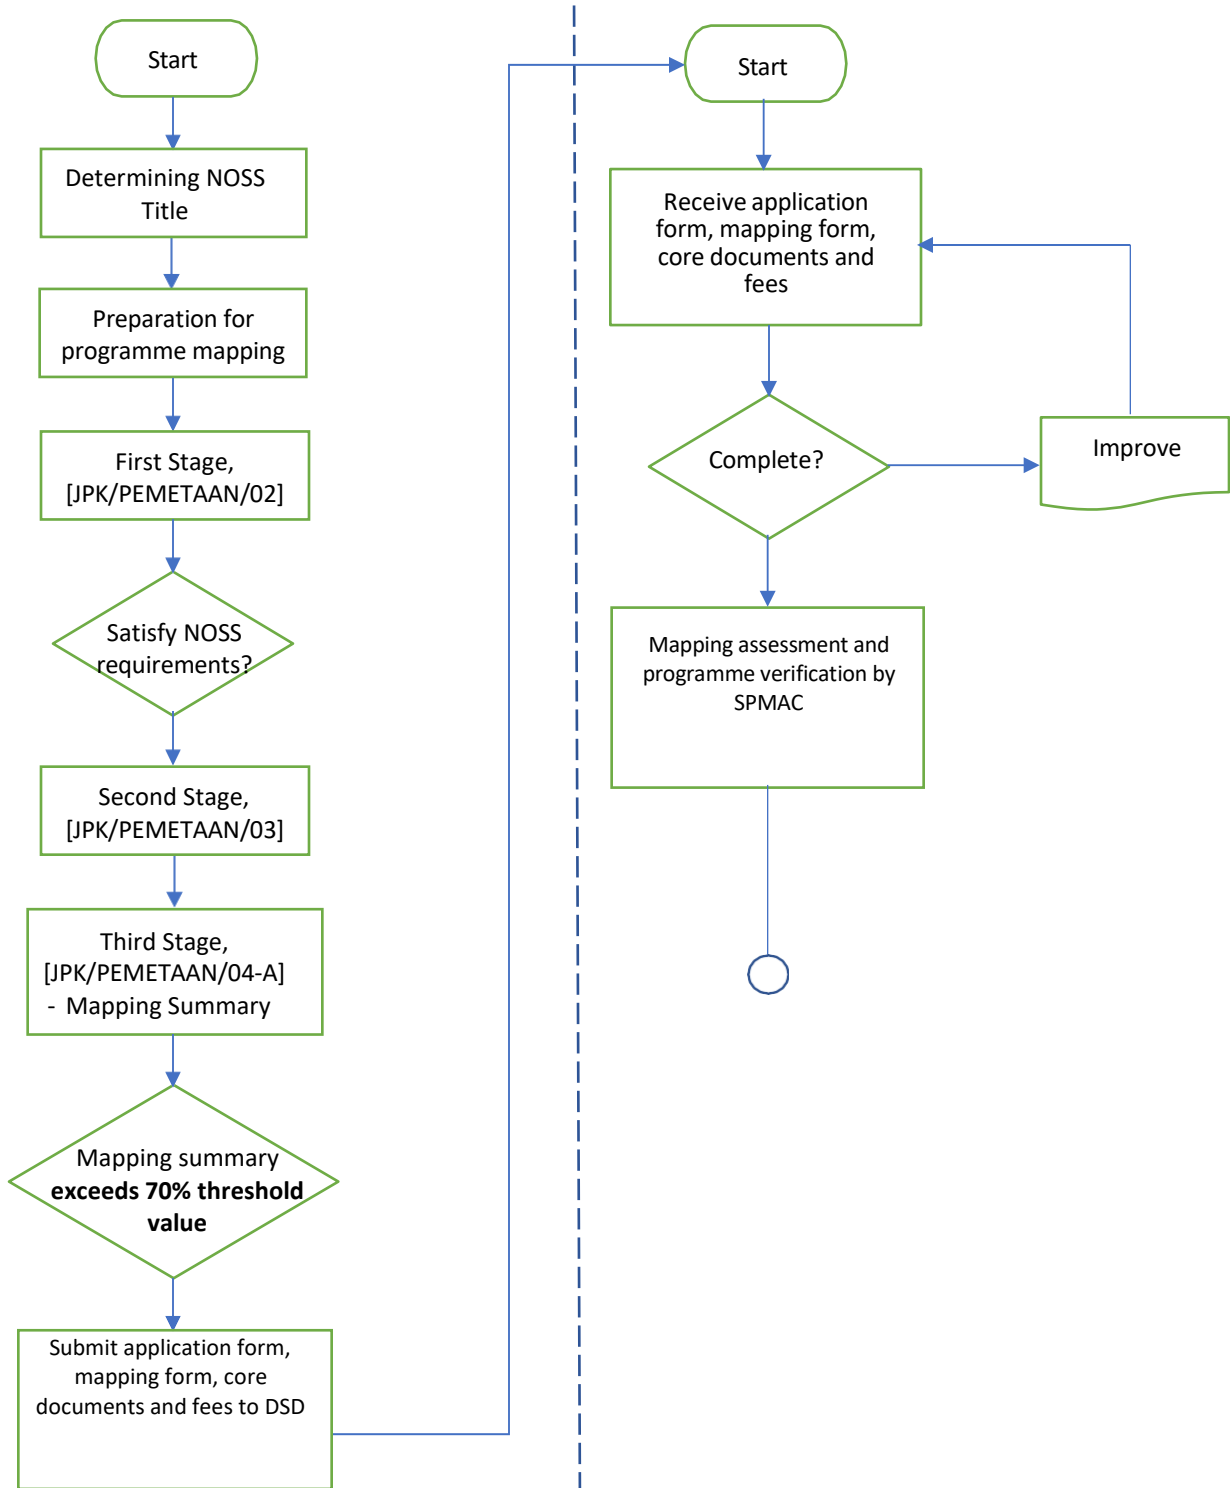 Start
Determining NOSS
Title
Preparation for
programme mapping
First Stage,
[JPK/PEMETAAN/02]
Satisfy NOSS
requirements?
Second Stage,
[JPK/PEMETAAN/03]
Third Stage,
[JPK/PEMETAAN/04-A]
- Mapping Summary
Mapping summary
exceeds 70% threshold
value
Submit application form,
mapping form, core
documents and fees to DSD
Start
Receive application
form, mapping form,
core documents and
fees
Complete?
Improve
Mapping assessment and
programme verification by
SPMAC